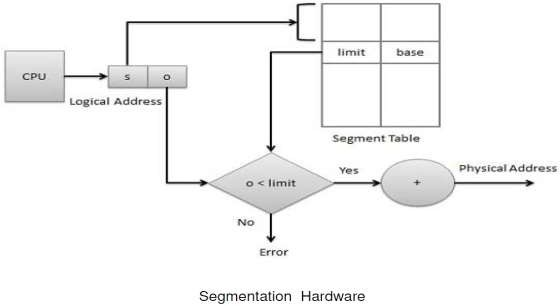 limit base
CPU
s o
Logical Address
Segment Table
o < limit
Yes
+
Physical Address
No
Error
Segmentation Hardware